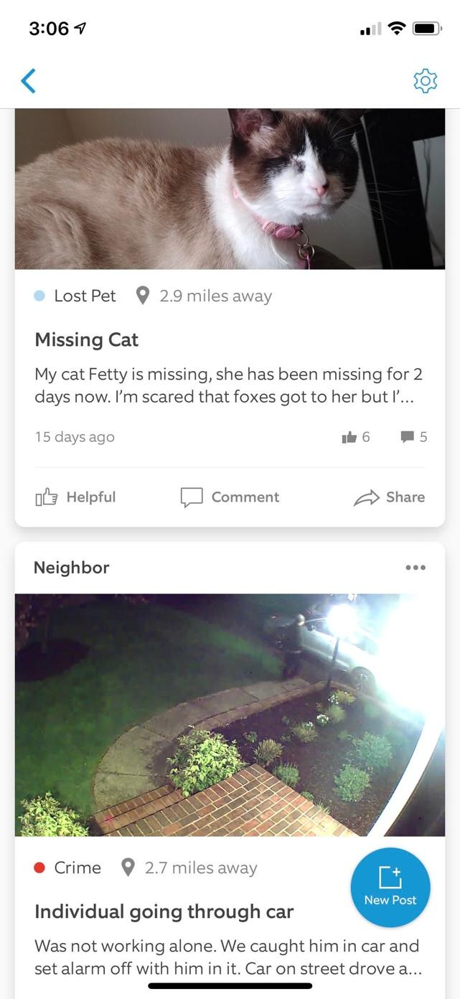 3:06
Lost Pet 2.9 miles away
Missing Cat
My cat Fetty is missing, she has been missing for 2
days now. I’m scared that foxes got to her but I’...
15 days ago 6 5
Helpful Comment Share
Neighbor
Crime 2.7 miles away
New Post
Individual going through car
Was not working alone. We caught him in car and
set alarm off with him in it. Car on street drove a...